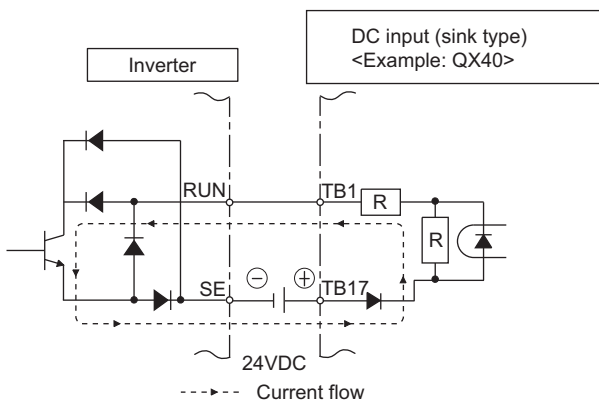 DC input (sink type)
<Example: QX40>
Inverter
RUN
TB1
R
R
SE
TB17
24VDC
Current flow